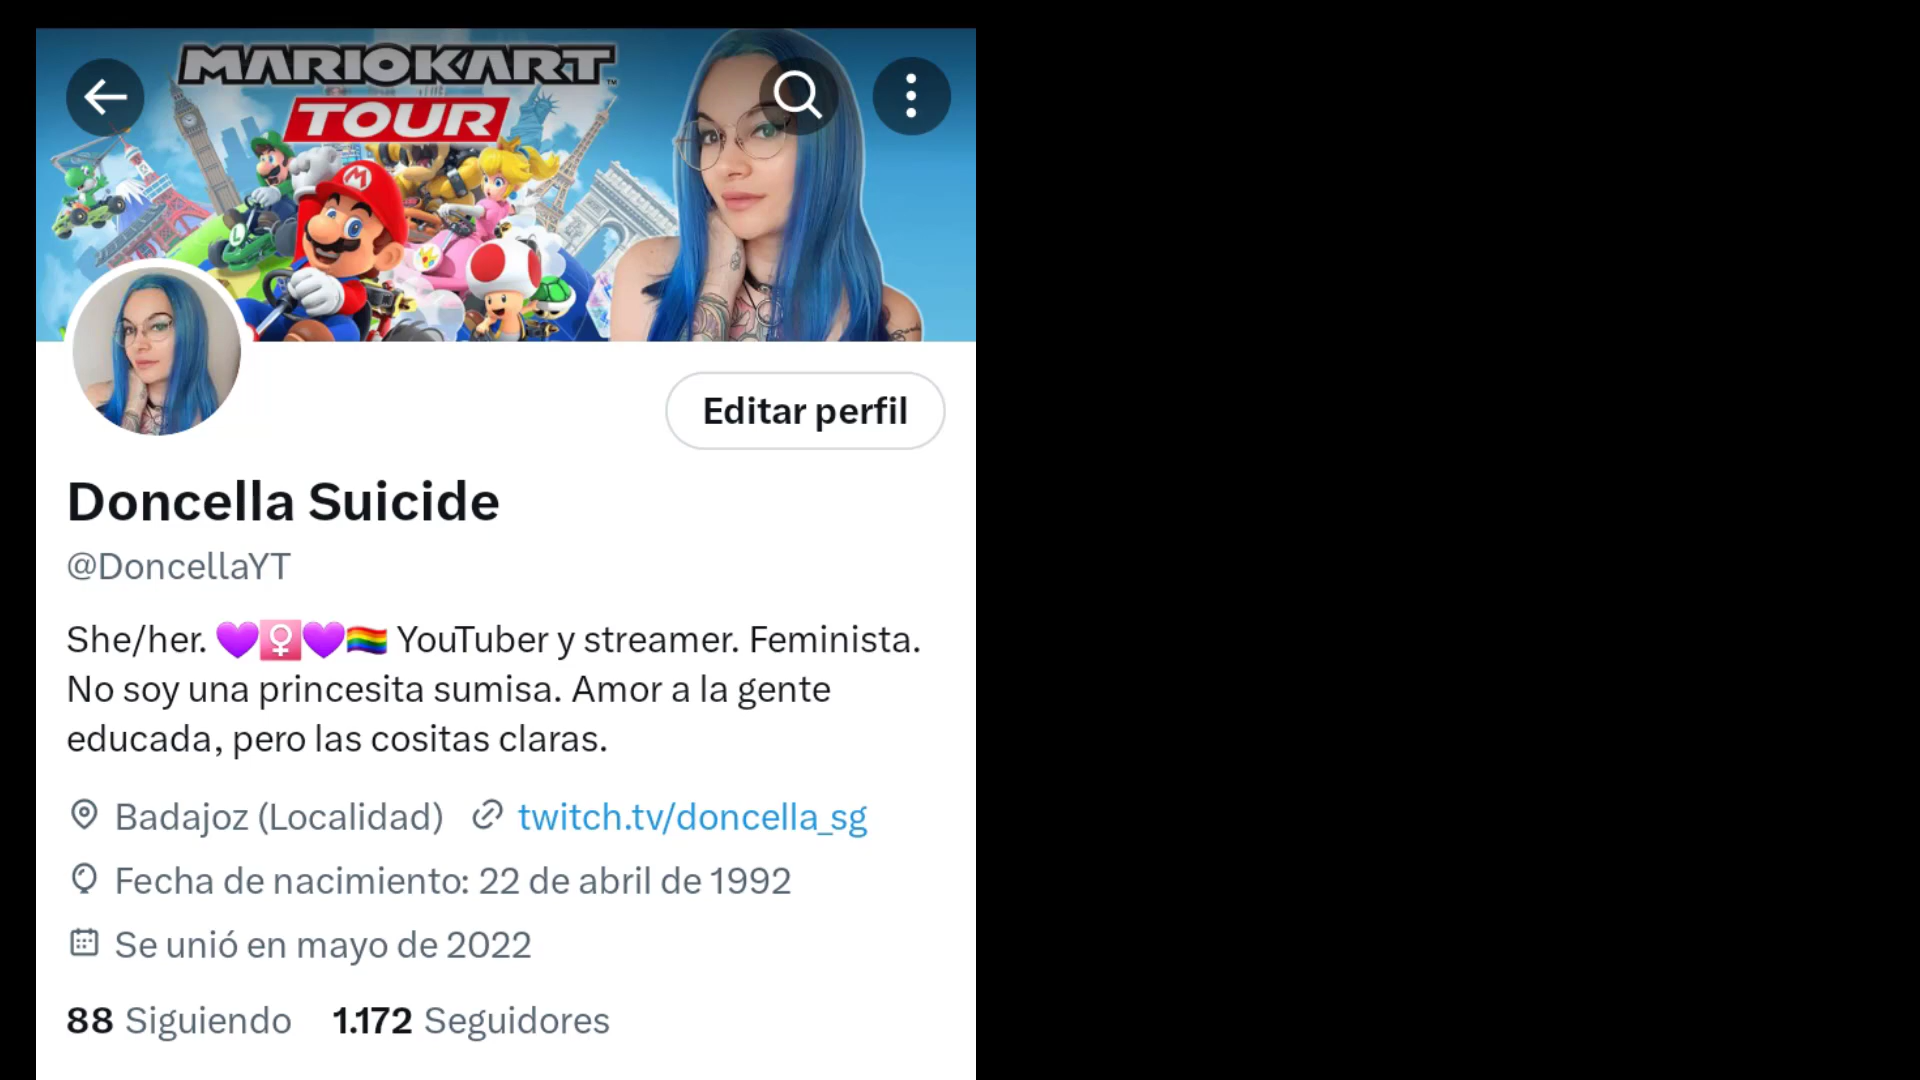 MARIOKART
TOUR
Editar perfil
Doncella Suicide
@DoncellaYT
She/her. 💜🚺💜🏳️‍🌈 YouTuber y streamer. Feminista.
No soy una princesita sumisa. Amor a la gente
educada, pero las cositas claras.
Badajoz (Localidad) twitch.tv/doncella_sg
Fecha de nacimiento: 22 de abril de 1992
Se unió en mayo de 2022
88 Siguiendo 1.172 Seguidores